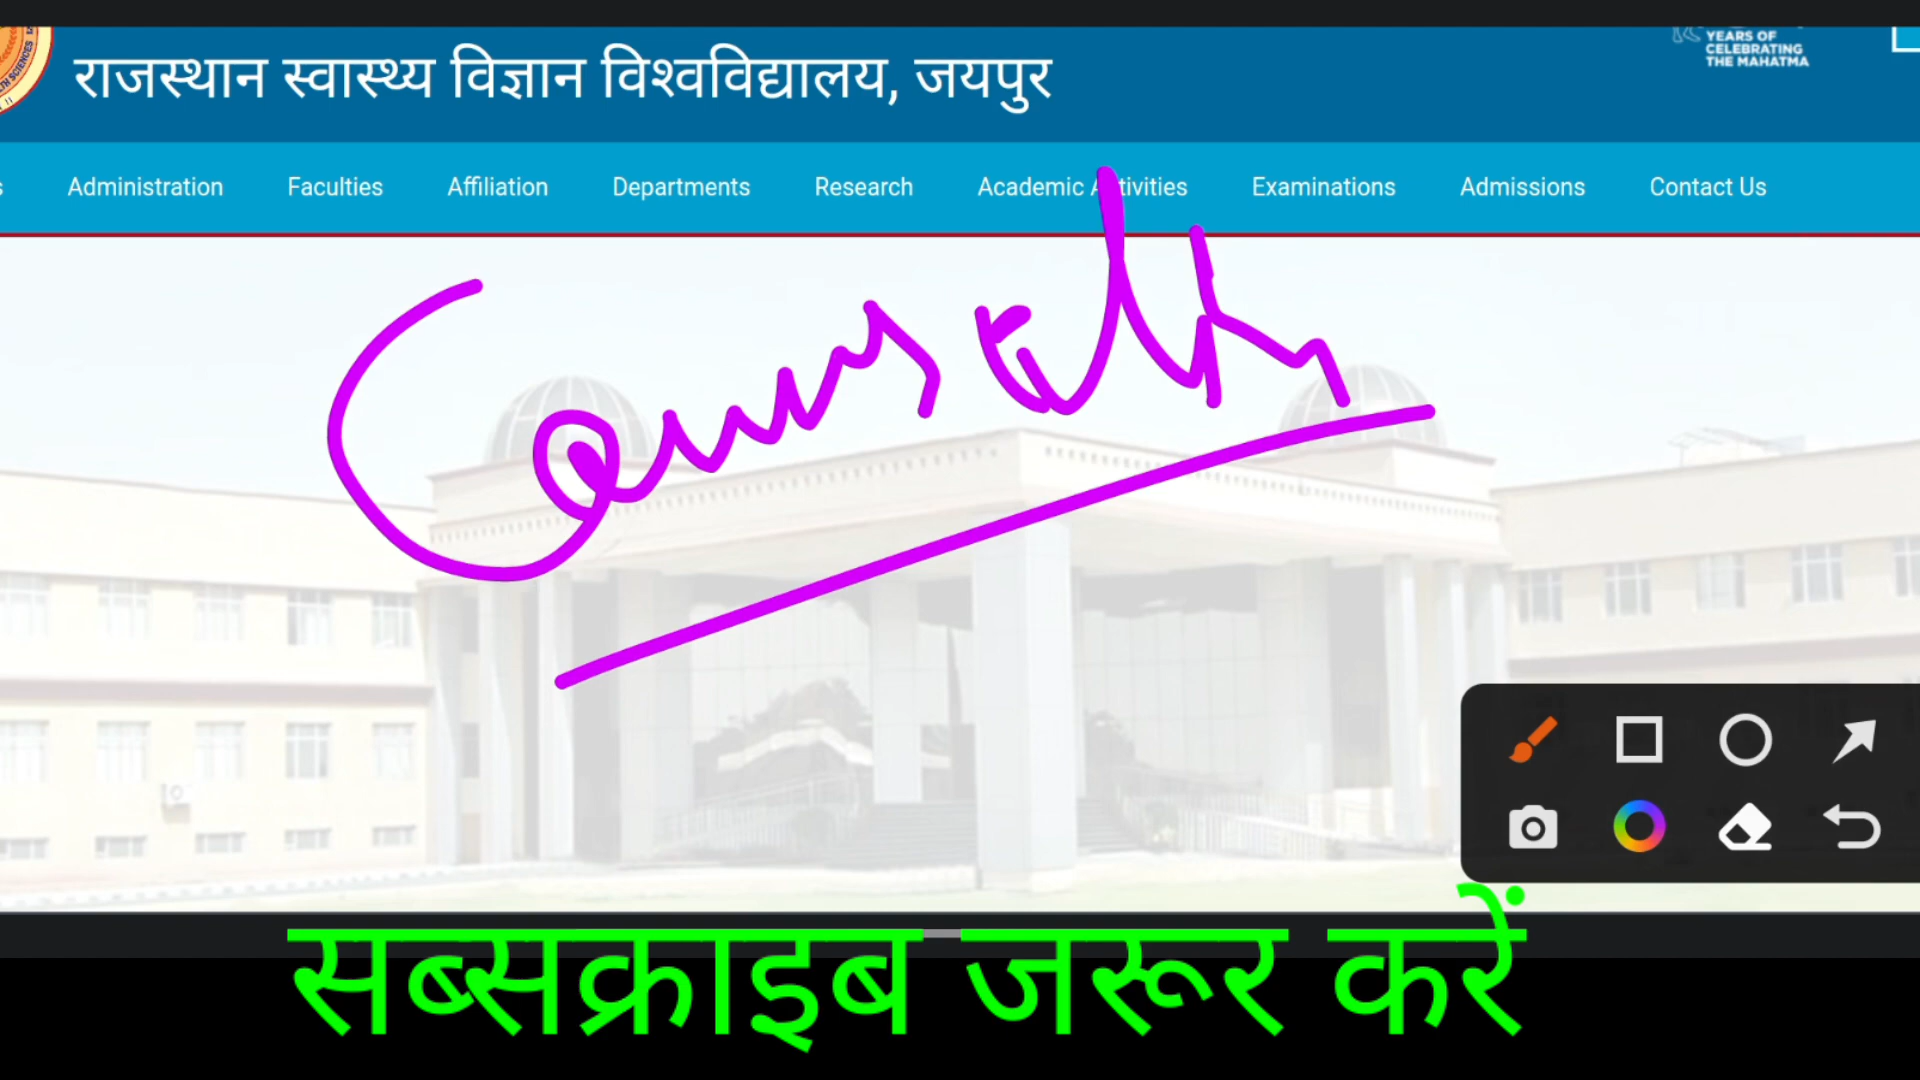 राजस्थान स्वास्थ्य विज्ञान विश्वविद्यालय, जयपुर
YEARS OF
CELEBRATING
THE MAHATMA
Administration Faculties Affiliation Departments Research Academic Activities Examinations Admissions Contact Us
सब्सक्राइब जरूर करें